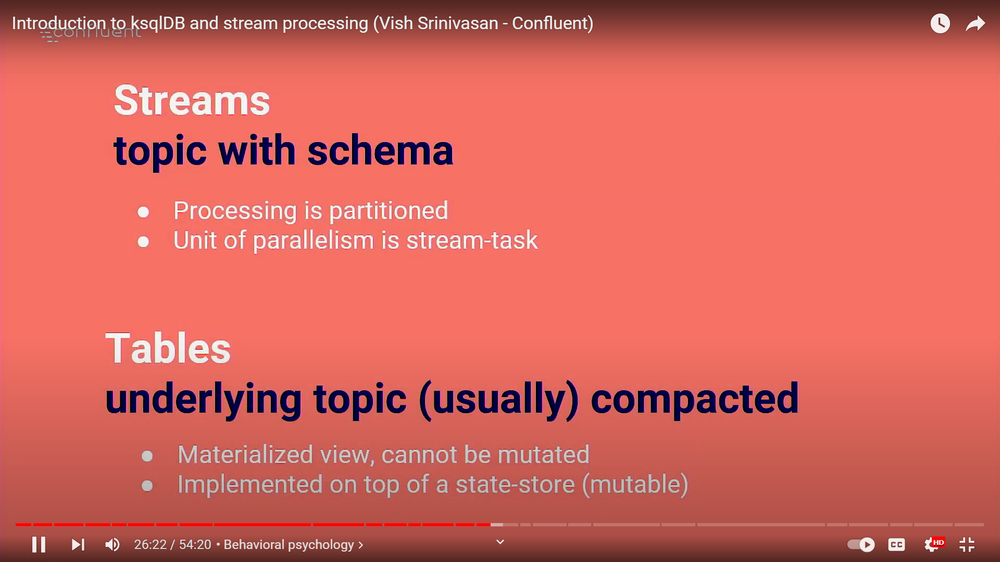 Introduction to ksqlDB and stream processing (Vish Srinivasan - Confluent)
confluent
Streams
topic with schema
● Processing is partitioned
● Unit of parallelism is stream-task
Tables
underlying topic (usually) compacted
● Materialized view, cannot be mutated
● Implemented on top of a state-store (mutable)
26:22 / 54:20 • Behavioral psychology >
CC
HD